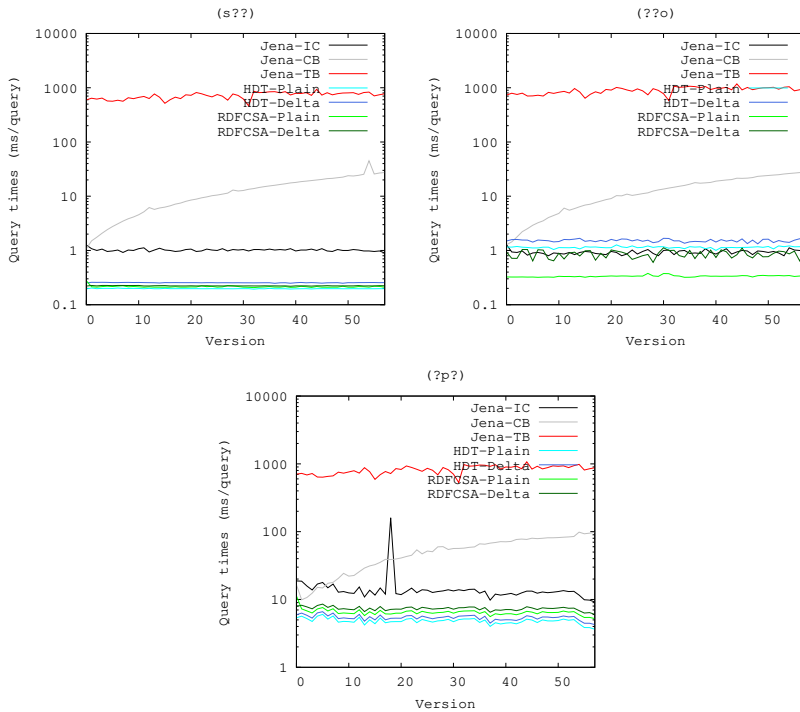 (s??)
10000
1000
100
10
1
0.1
Query times (ms/query)
Jena-IC
Jena-CB
Jena-TB
HDT-Plain
HDT-Delta
RDFCSA-Plain
RDFCSA-Delta
0 10 20 30 40 50
Version
(??o)
10000
1000
100
10
1
0.1
Query times (ms/query)
Jena-IC
Jena-CB
Jena-TB
HDT-Plain
HDT-Delta
RDFCSA-Plain
RDFCSA-Delta
0 10 20 30 40 50
Version
(?p?)
10000
1000
100
10
1
Query times (ms/query)
Jena-IC
Jena-CB
Jena-TB
HDT-Plain
HDT-Delta
RDFCSA-Plain
RDFCSA-Delta
0 10 20 30 40 50
Version